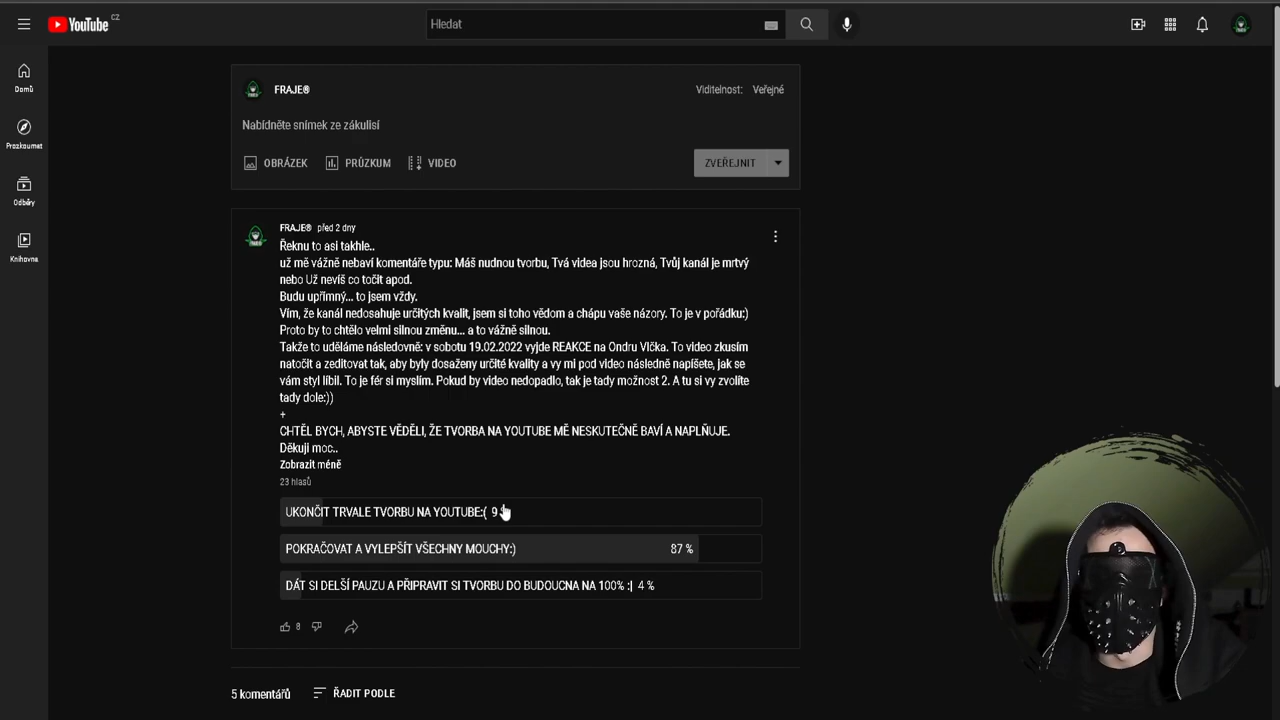 YouTube CZ
Hledat
Domů
Prozkoumat
Odběry
Knihovna
FRAJE®
Viditelnost: Veřejné
Nabídněte snímek ze zákulisí
OBRÁZEK PRŮZKUM VIDEO
ZVEŘEJNIT
FRAJE® před 2 dny
Řeknu to asi takhle..
už mě vážně nebaví komentáře typu: Máš nudnou tvorbu, Tvá videa jsou hrozná, Tvůj kanál je mrtvý
nebo Už nevíš co točit apod.
Budu upřímný... to jsem vždy.
Vím, že kanál nedosahuje určitých kvalit, jsem si toho vědom a chápu vaše názory. To je v pořádku:)
Proto by to chtělo velmi silnou změnu... a to vážně silnou.
Takže to uděláme následovně: v sobotu 19.02.2022 vyjde REAKCE na Ondru Vlčka. To video zkusím
natočit a zeditovat tak, aby byly dosaženy určité kvality a vy mi pod video následně napíšete, jak se
vám styl líbil. To je fér si myslím. Pokud by video nedopadlo, tak je tady možnost 2. A tu si vy zvolíte
tady dole:))
+
CHTĚL BYCH, ABYSTE VĚDĚLI, ŽE TVORBA NA YOUTUBE MĚ NESKUTEČNĚ BAVÍ A NAPLŇUJE.
Děkuji moc..
Zobrazit méně
23 hlasů
UKONČIT TRVALE TVORBU NA YOUTUBE:( 9
POKRAČOVAT A VYLEPŠÍT VŠECHNY MOUCHY:) 87 %
DÁT SI DELŠÍ PAUZU A PŘIPRAVIT SI TVORBU DO BUDOUCNA NA 100% :| 4 %
8
5 komentářů ŘADIT PODLE